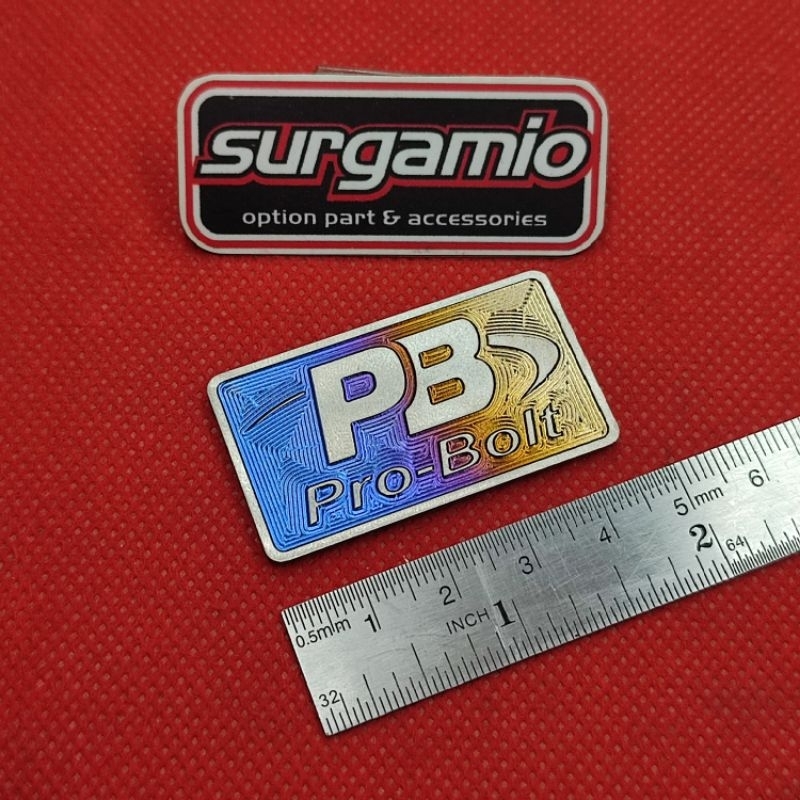 surgamio
option part & accessories
PB
Pro-Bolt
0.5mm 1 2 3 4 5 mm 6
INCH 1 2 64
32